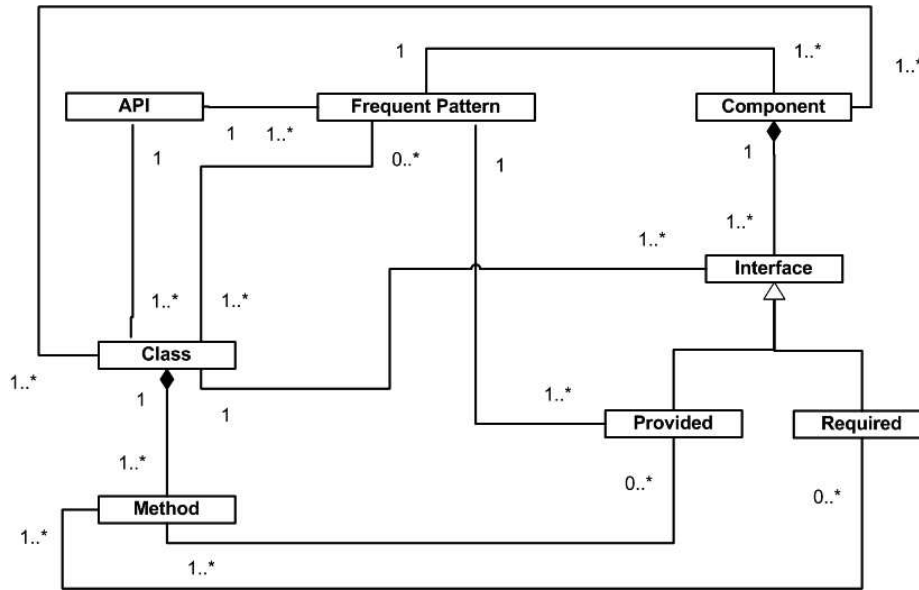 1
1..*
1..*
API
Frequent Pattern
Component
1
1..*
1
0..*
1
1
1..*
1..*
Interface
1..*
1..*
Class
1..*
1
1
1..*
Provided
Required
1..*
0..*
0..*
Method
1..*
1..*